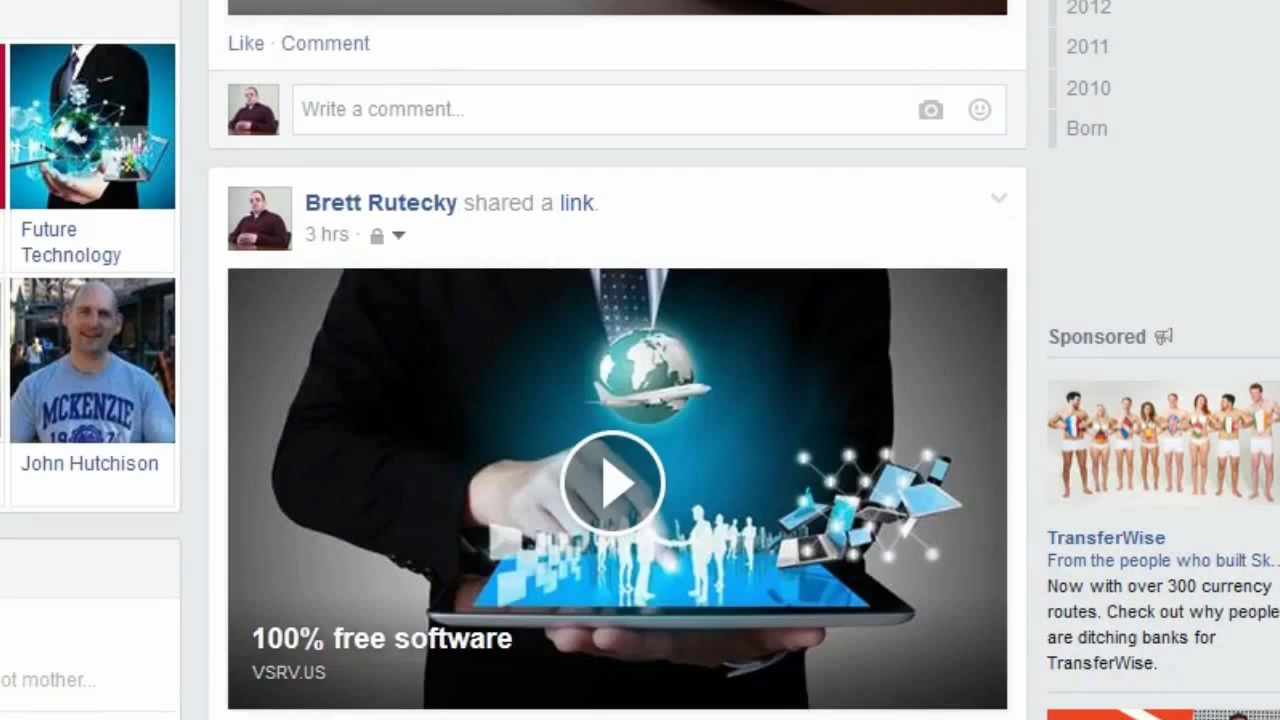 Like · Comment
Write a comment...
Brett Rutecky shared a link.
3 hrs ·
100% free software
VSRV.US
Future
Technology
MCKENZIE
John Hutchison
ot mother...
2012
2011
2010
Born
Sponsored
TransferWise
From the people who built Sk...
Now with over 300 currency
routes. Check out why people
are ditching banks for
TransferWise.